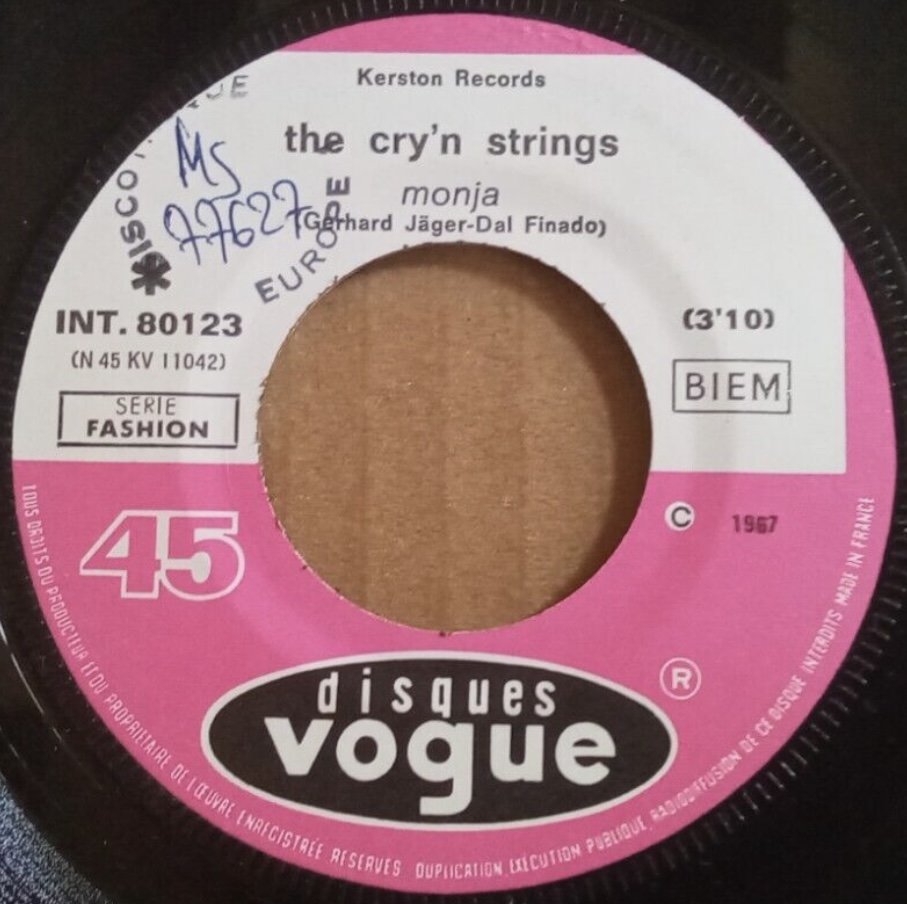 Kerston Records
the cry'n strings
monja
(Gerhard Jäger-Dal Finado)
MS
77627
EUROPE
INT. 80123
(N 45 KV 11042)
SERIE
FASHION
(3'10)
BIEM
45
© 1967
disques
vogue
®
TOUS DROITS DU PRODUCTEUR ET DU PROPRIETAIRE DE L'ŒUVRE ENREGISTRÉE RESERVES DUPLICATION, EXECUTION PUBLIQUE, RADIODIFFUSION DE CE DISQUE INTERDITS MADE IN FRANCE